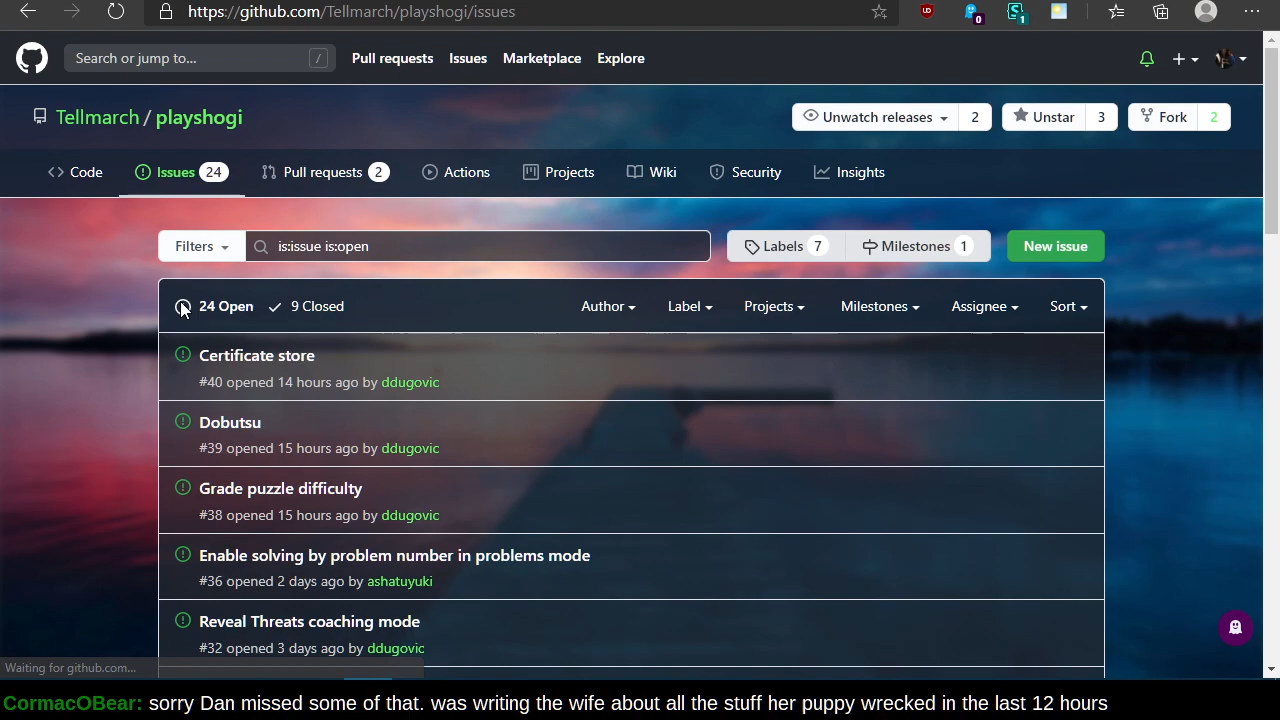 https://github.com/Tellmarch/playshogi/issues
0
1
Search or jump to...
/
Pull requests
Issues
Marketplace
Explore
Tellmarch / playshogi
Unwatch releases 2
Unstar 3
Fork 2
Code
Issues 24
Pull requests 2
Actions
Projects
Wiki
Security
Insights
Filters
is:issue is:open
Labels 7
Milestones 1
New issue
24 Open
9 Closed
Author
Label
Projects
Milestones
Assignee
Sort
Certificate store
#40 opened 14 hours ago by ddugovic
Dobutsu
#39 opened 15 hours ago by ddugovic
Grade puzzle difficulty
#38 opened 15 hours ago by ddugovic
Enable solving by problem number in problems mode
#36 opened 2 days ago by ashatuyuki
Reveal Threats coaching mode
#32 opened 3 days ago by ddugovic
Waiting for github.com...
CormacOBear: sorry Dan missed some of that. was writing the wife about all the stuff her puppy wrecked in the last 12 hours